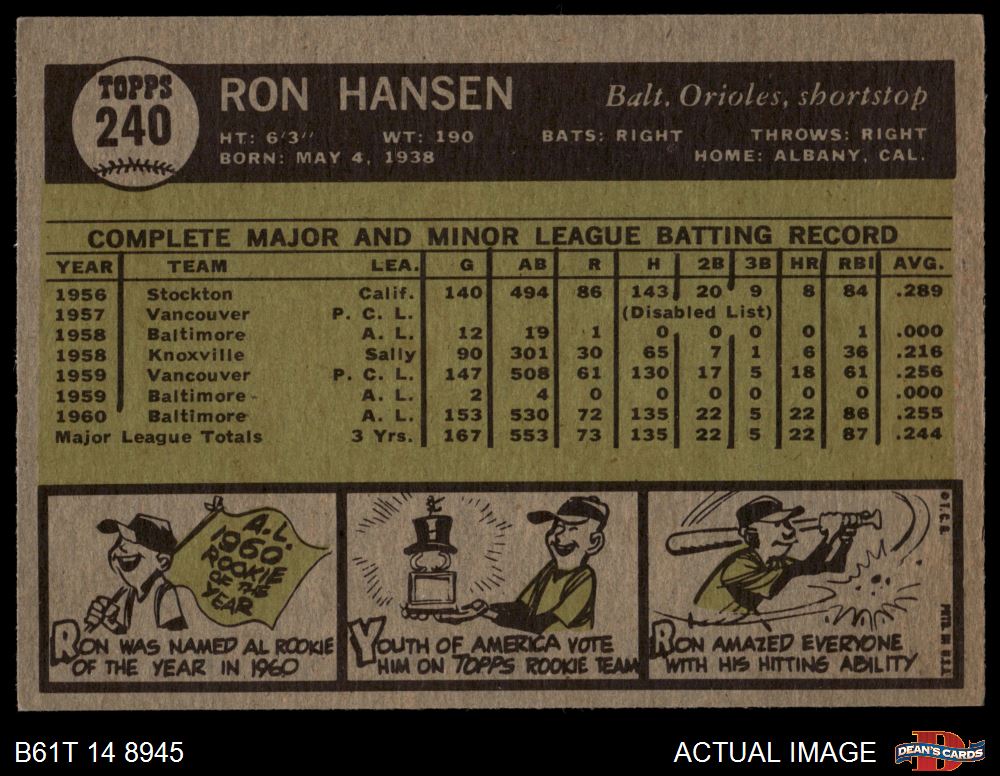 TOPPS
240
RON HANSEN
Balt. Orioles, shortstop
HT: 6'3" WT: 190 BATS: RIGHT THROWS: RIGHT
BORN: MAY 4, 1938 HOME: ALBANY, CAL.
COMPLETE MAJOR AND MINOR LEAGUE BATTING RECORD
YEAR TEAM LEA. G AB R H 2B 3B HR RBI AVG.
1956 Stockton Calif. 140 494 86 143 20 9 8 84 .289
1957 Vancouver P. C. L. (Disabled List)
1958 Baltimore A. L. 12 19 1 0 0 0 0 1 .000
1958 Knoxville Sally 90 301 30 65 7 1 6 36 .216
1959 Vancouver P. C. L. 147 508 61 130 17 5 18 61 .256
1959 Baltimore A. L. 2 4 0 0 0 0 0 0 .000
1960 Baltimore A. L. 153 530 72 135 22 5 22 86 .255
Major League Totals 3 Yrs. 167 553 73 135 22 5 22 87 .244
A.L.
1960
ROOKIE
OF THE
YEAR
RON WAS NAMED AL ROOKIE
OF THE YEAR IN 1960
YOUTH OF AMERICA VOTE
HIM ON TOPPS ROOKIE TEAM
RON AMAZED EVERYONE
WITH HIS HITTING ABILITY
© T.C.G.
PRTD. IN U.S.A.
B61T 14 8945
ACTUAL IMAGE
DEAN'S CARDS